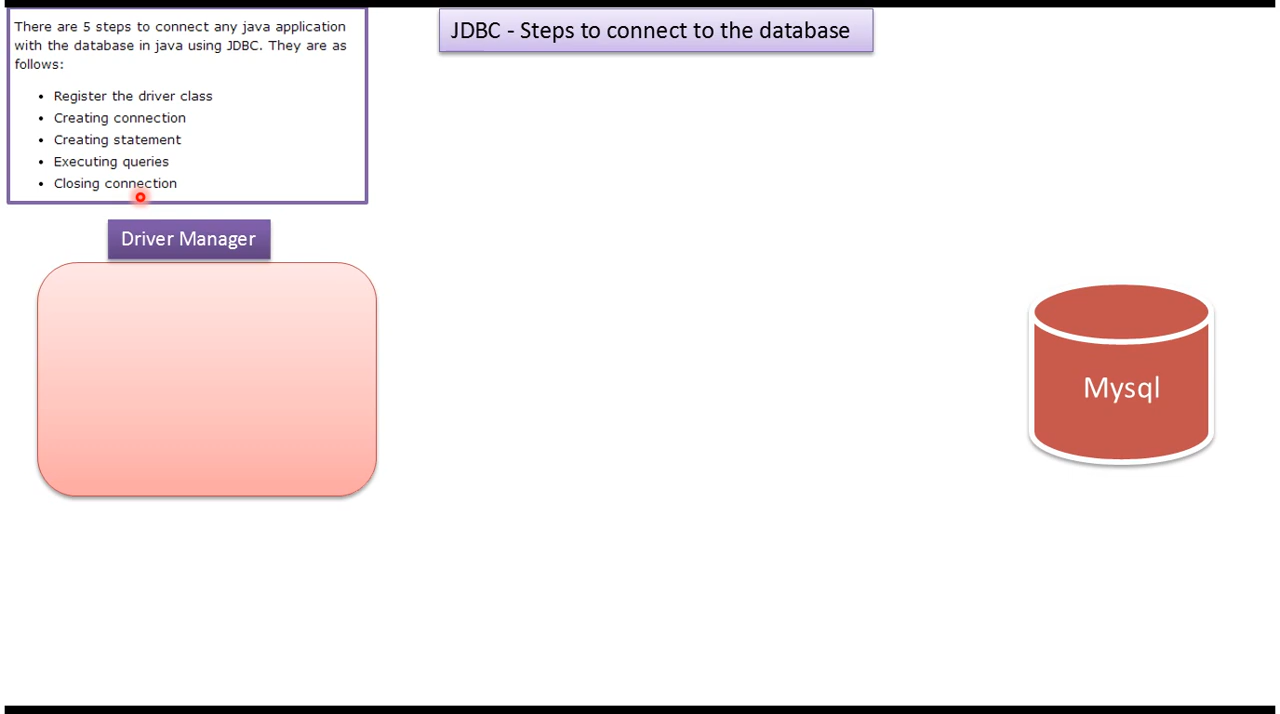 JDBC - Steps to connect to the database
There are 5 steps to connect any java application
with the database in java using JDBC. They are as
follows:
• Register the driver class
• Creating connection
• Creating statement
• Executing queries
• Closing connection
Driver Manager
Mysql